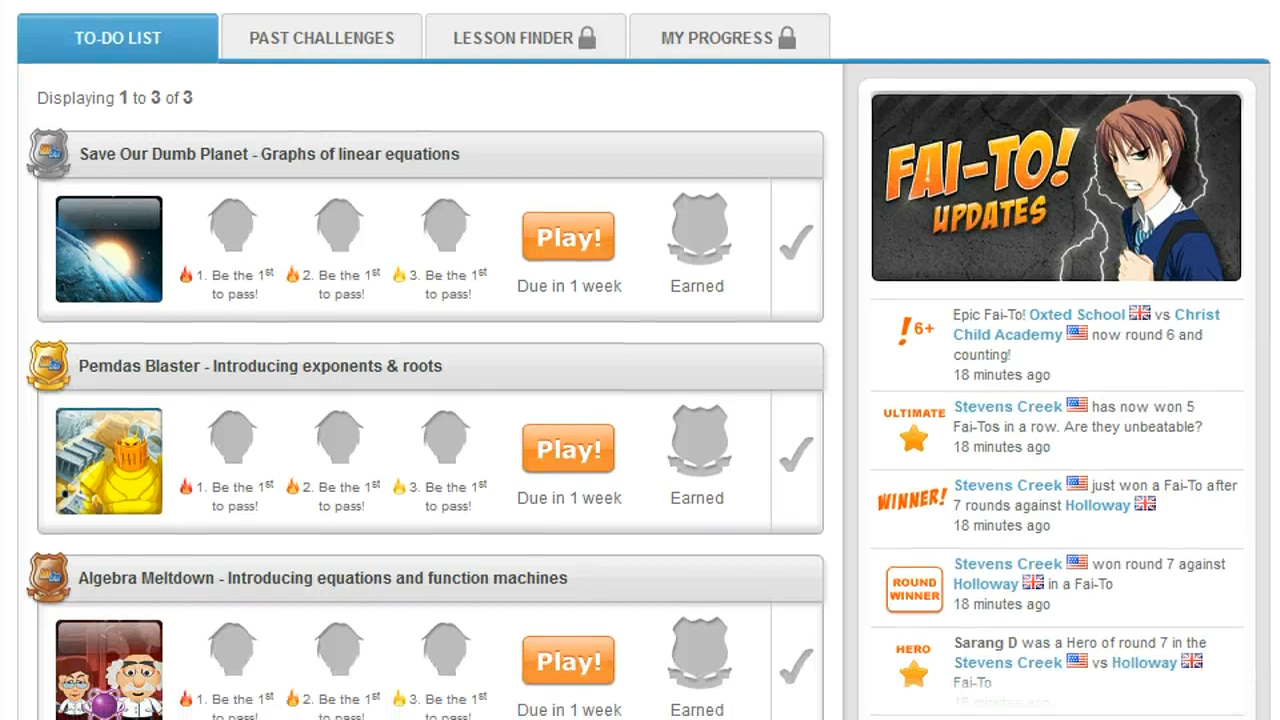 TO-DO LIST
PAST CHALLENGES
LESSON FINDER
MY PROGRESS
Displaying 1 to 3 of 3
Save Our Dumb Planet - Graphs of linear equations
1. Be the 1st
to pass!
2. Be the 1st
to pass!
3. Be the 1st
to pass!
Play!
Due in 1 week
Earned
Pemdas Blaster - Introducing exponents & roots
1. Be the 1st
to pass!
2. Be the 1st
to pass!
3. Be the 1st
to pass!
Play!
Due in 1 week
Earned
Algebra Meltdown - Introducing equations and function machines
1. Be the 1st
to pass!
2. Be the 1st
to pass!
3. Be the 1st
to pass!
Play!
Due in 1 week
Earned
FAI-TO!
UPDATES
! 6+
Epic Fai-To! Oxted School vs Christ
Child Academy now round 6 and
counting!
18 minutes ago
ULTIMATE
Stevens Creek has now won 5
Fai-Tos in a row. Are they unbeatable?
18 minutes ago
WINNER!
Stevens Creek just won a Fai-To after
7 rounds against Holloway
18 minutes ago
ROUND
WINNER
Stevens Creek won round 7 against
Holloway in a Fai-To
18 minutes ago
HERO
Sarang D was a Hero of round 7 in the
Stevens Creek vs Holloway
Fai-To